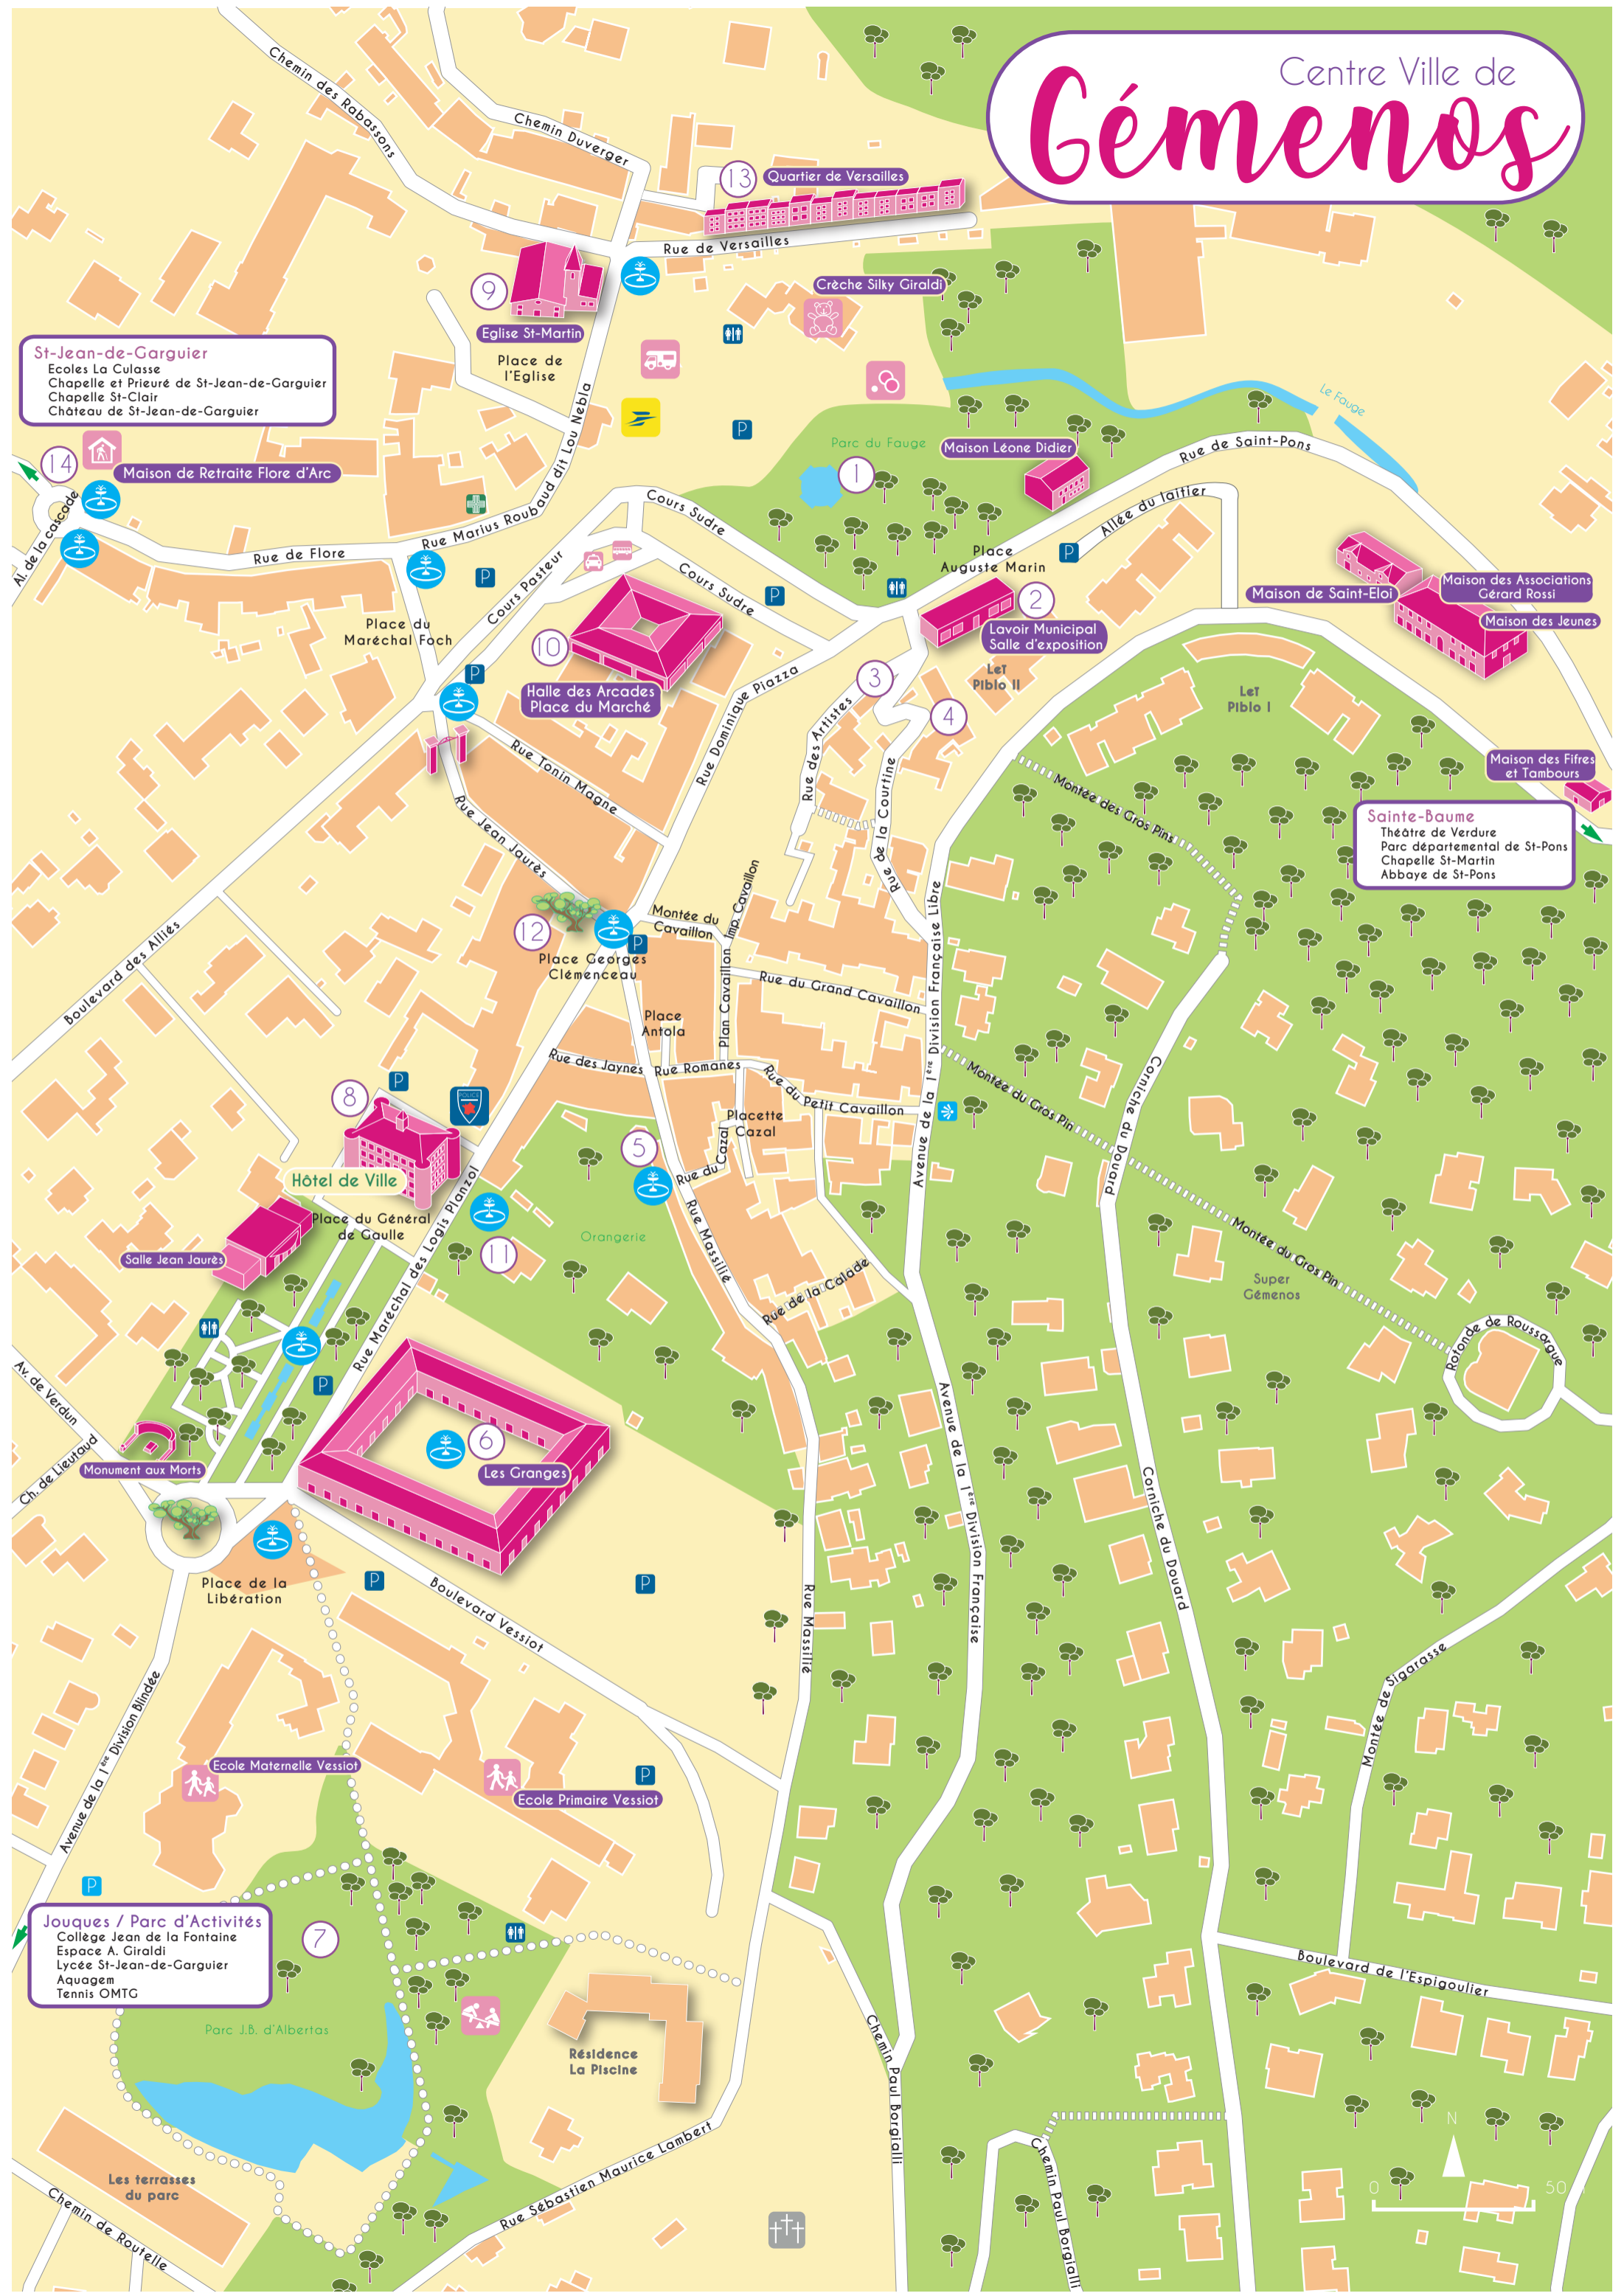 Centre Ville de
Gémenos
Chemin des Rabassons
Chemin Duverger
13
Quartier de Versailles
Rue de Versailles
9
Eglise St-Martin
Place de
l'Eglise
Crèche Silky Giraldi
St-Jean-de-Garguier
Ecoles La Culasse
Chapelle et Prieuré de St-Jean-de-Garguier
Chapelle St-Clair
Château de St-Jean-de-Garguier
Le Fauge
Parc du Fauge
Maison Léone Didier
Rue de Saint-Pons
14
Maison de Retraite Flore d'Arc
1
P
Al. de la cascade
Rue de Flore
Rue Marius Roubaud dit Lou Nebla
Cours Sudre
Allée du laitier
P
Place
Auguste Marin
P
Cours Pasteur
Cours Sudre
P
Place du
Maréchal Foch
2
Lavoir Municipal
Salle d'exposition
Maison de Saint-Eloi
Maison des Associations
Gérard Rossi
Maison des Jeunes
10
Halle des Arcades
Place du Marché
P
3
4
Leï
Piblo II
Leï
Piblo I
Rue Dominique Piazza
Rue des Artistes
Rue de la Courtine
Rue Tonin Magne
Rue Jean Jaurès
Montée des Gros Pins
Maison des Fifres
et Tambours
Sainte-Baume
Théâtre de Verdure
Parc départemental de St-Pons
Chapelle St-Martin
Abbaye de St-Pons
Boulevard des Alliés
12
P
Place Georges
Clémenceau
Montée du
Cavaillon
Imp. Cavaillon
Plan Cavaillon
Rue du Grand Cavaillon
Avenue de la 1ère Division Française Libre
Place
Antola
Rue des Jaynes
Rue Romanes
Rue du Petit Cavaillon
Placette
Cazal
Rue du Cazal
Montée du Gros Pin
Corniche du Douard
P
8
POLICE
Hôtel de Ville
Place du Général
de Gaulle
Salle Jean Jaurès
Rue Maréchal des Logis Planzol
5
11
Orangerie
Rue Massilié
Rue de la Calade
Montée du Gros Pin
Super
Gémenos
Rotonde de Roussargue
Av. de Verdun
Ch. de Lieutaud
P
Monument aux Morts
6
Les Granges
Avenue de la 1ère Division Française
Corniche du Douard
Place de la
Libération
P
P
Boulevard Vessiot
Rue Massilié
Avenue de la 1ère Division Blindée
Ecole Maternelle Vessiot
P
Ecole Primaire Vessiot
Montée de Sigarasse
P
Jouques / Parc d'Activités
Collège Jean de la Fontaine
Espace A. Giraldi
Lycée St-Jean-de-Garguier
Aquagem
Tennis OMTG
7
Parc J.B. d'Albertas
Résidence
La Piscine
Boulevard de l'Espigoulier
Chemin Paul Borgialli
Chemin Paul Borgialli
Les terrasses
du parc
Chemin de Routelle
Rue Sébastien Maurice Lambert
N
0
50